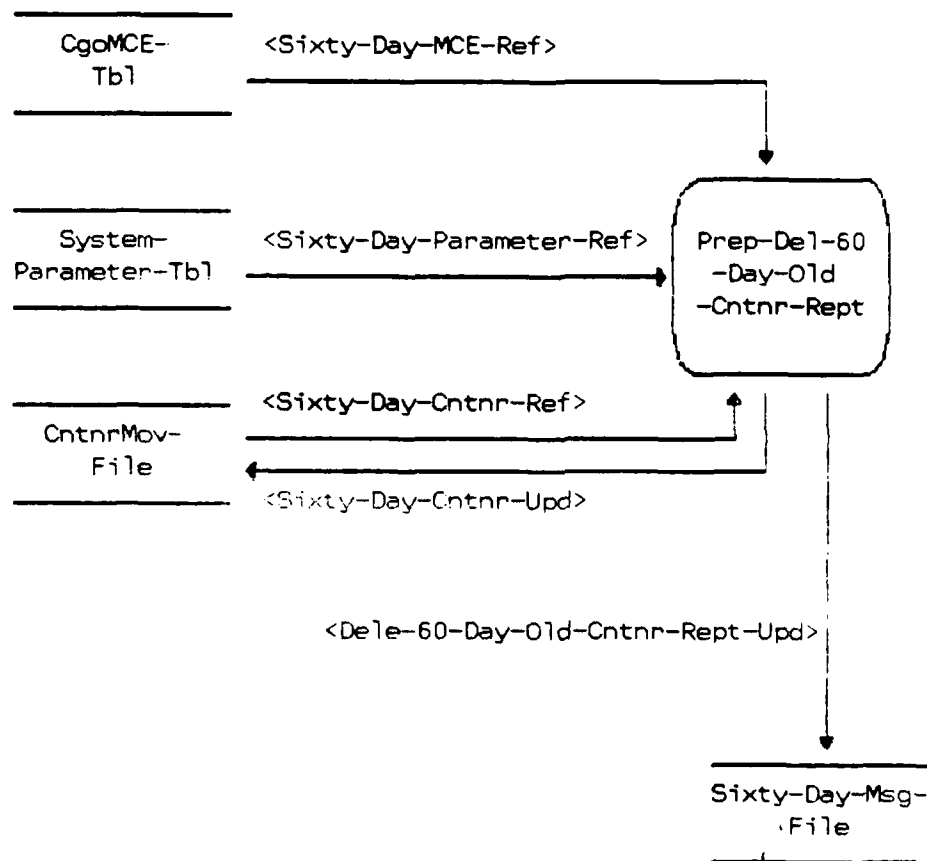 CgoMCE-
Tbl
<Sixty-Day-MCE-Ref>
System-
Parameter-Tbl
<Sixty-Day-Parameter-Ref>
Prep-Del-60
-Day-Old
-Cntnr-Rept
CntnrMov-
File
<Sixty-Day-Cntnr-Ref>
<Sixty-Day-Cntnr-Upd>
<Dele-60-Day-Old-Cntnr-Rept-Upd>
Sixty-Day-Msg-
File